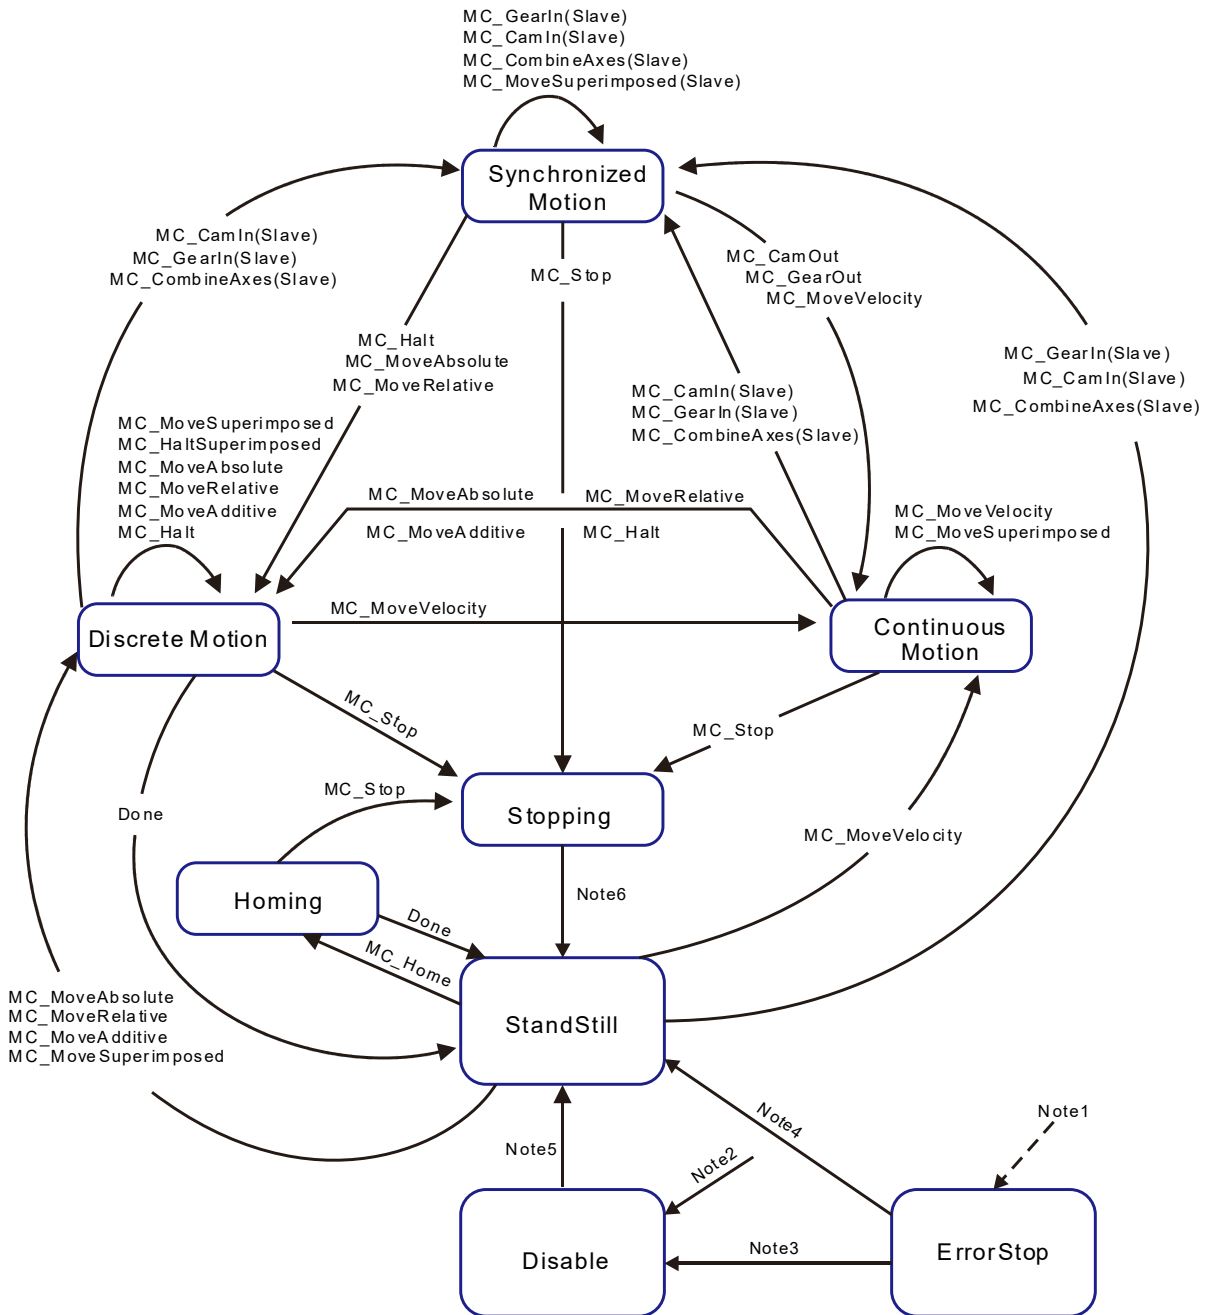 MC_GearIn(Slave)
MC_CamIn(Slave)
MC_CombineAxes(Slave)
MC_MoveSuperimposed(Slave)
Synchronized
Motion
MC_CamIn(Slave)
MC_GearIn(Slave)
MC_CombineAxes(Slave)
MC_Stop
MC_CamOut
MC_GearOut
MC_MoveVelocity
MC_Halt
MC_MoveAbsolute
MC_MoveRelative
MC_GearIn(Slave)
MC_CamIn(Slave)
MC_CombineAxes(Slave)
MC_CamIn(Slave)
MC_GearIn(Slave)
MC_CombineAxes(Slave)
MC_MoveSuperimposed
MC_HaltSuperimposed
MC_MoveAbsolute
MC_MoveRelative
MC_MoveAdditive
MC_Halt
MC_MoveAbsolute
MC_MoveRelative
MC_MoveAdditive
MC_Halt
MC_MoveVelocity
MC_MoveSuperimposed
MC_MoveVelocity
Discrete Motion
Continuous
Motion
MC_Stop
MC_Stop
MC_Stop
Stopping
Done
MC_MoveVelocity
Homing
Note6
Done
MC_Home
StandStill
MC_MoveAbsolute
MC_MoveRelative
MC_MoveAdditive
MC_MoveSuperimposed
Note4
Note1
Note5
Note2
Note3
Disable
ErrorStop